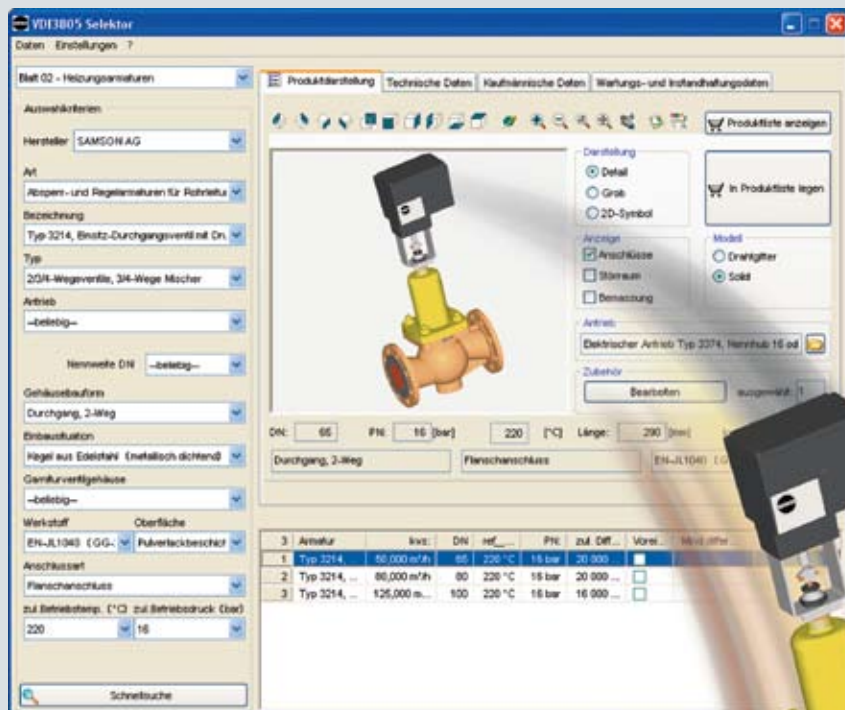 VDI3805 Selektor
Daten Einstellungen ?
Blatt 02 - Heizungsarmaturen
Auswahlkriterien
Hersteller SAMSON AG
Art
Absperr- und Regelarmaturen für Rohrleitu
Bezeichnung
Typ 3214, Einsitz-Durchgangsventil mit Dr.
Typ
2/3/4-Wegeventile, 3/4-Wege Mischer
Antrieb
--beliebig--
Nennweite DN --beliebig--
Gehäusebauform
Durchgang, 2-Weg
Einbausituation
Kegel aus Edelstahl (metallisch dichtend)
Garniturventilgehäuse
--beliebig--
Werkstoff Oberfläche
EN-JL1040 (GG- Pulverlackbeschich
Anschlussart
Flanschanschluss
zul.Betriebstemp. [°C] zul.Betriebsdruck (bar)
220 16
Schnellsuche
Produktdarstellung Technische Daten Kaufmännische Daten Wartungs- und Instandhaltungsdaten
Produktliste anzeigen
Darstellung
Detail
Grob
2D-Symbol
In Produktliste legen
Anzeige
Anschlüsse
Störraum
Bemassung
Modell
Drahtgitter
Solid
Antrieb
Elektrischer Antrieb Typ 3374, Nennhub 16 od
Zubehör
Bearbeiten ausgewählt: 1
DN: 65 PN: 16 [bar] 220 [°C] Länge: 290 [mm]
Durchgang, 2-Weg Flanschanschluss EN-JL1040 (GG
3 Armatur kvs: DN ref_... PN: zul. Diff... Vorei...
1 Typ 3214, 50,000 m³/h 65 220 °C 16 bar 20 000 ...
2 Typ 3214, ... 80,000 m³/h 80 220 °C 16 bar 20 000 ...
3 Typ 3214, ... 125,000 m... 100 220 °C 16 bar 16 000 ...